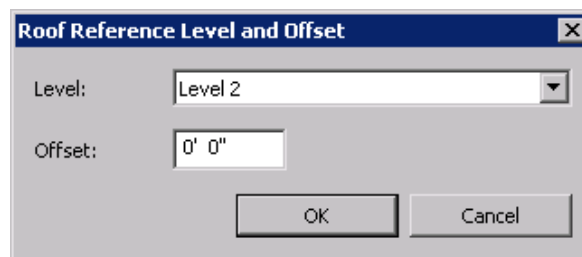 Roof Reference Level and Offset
Level: Level 2
Offset: 0' 0"
OK Cancel